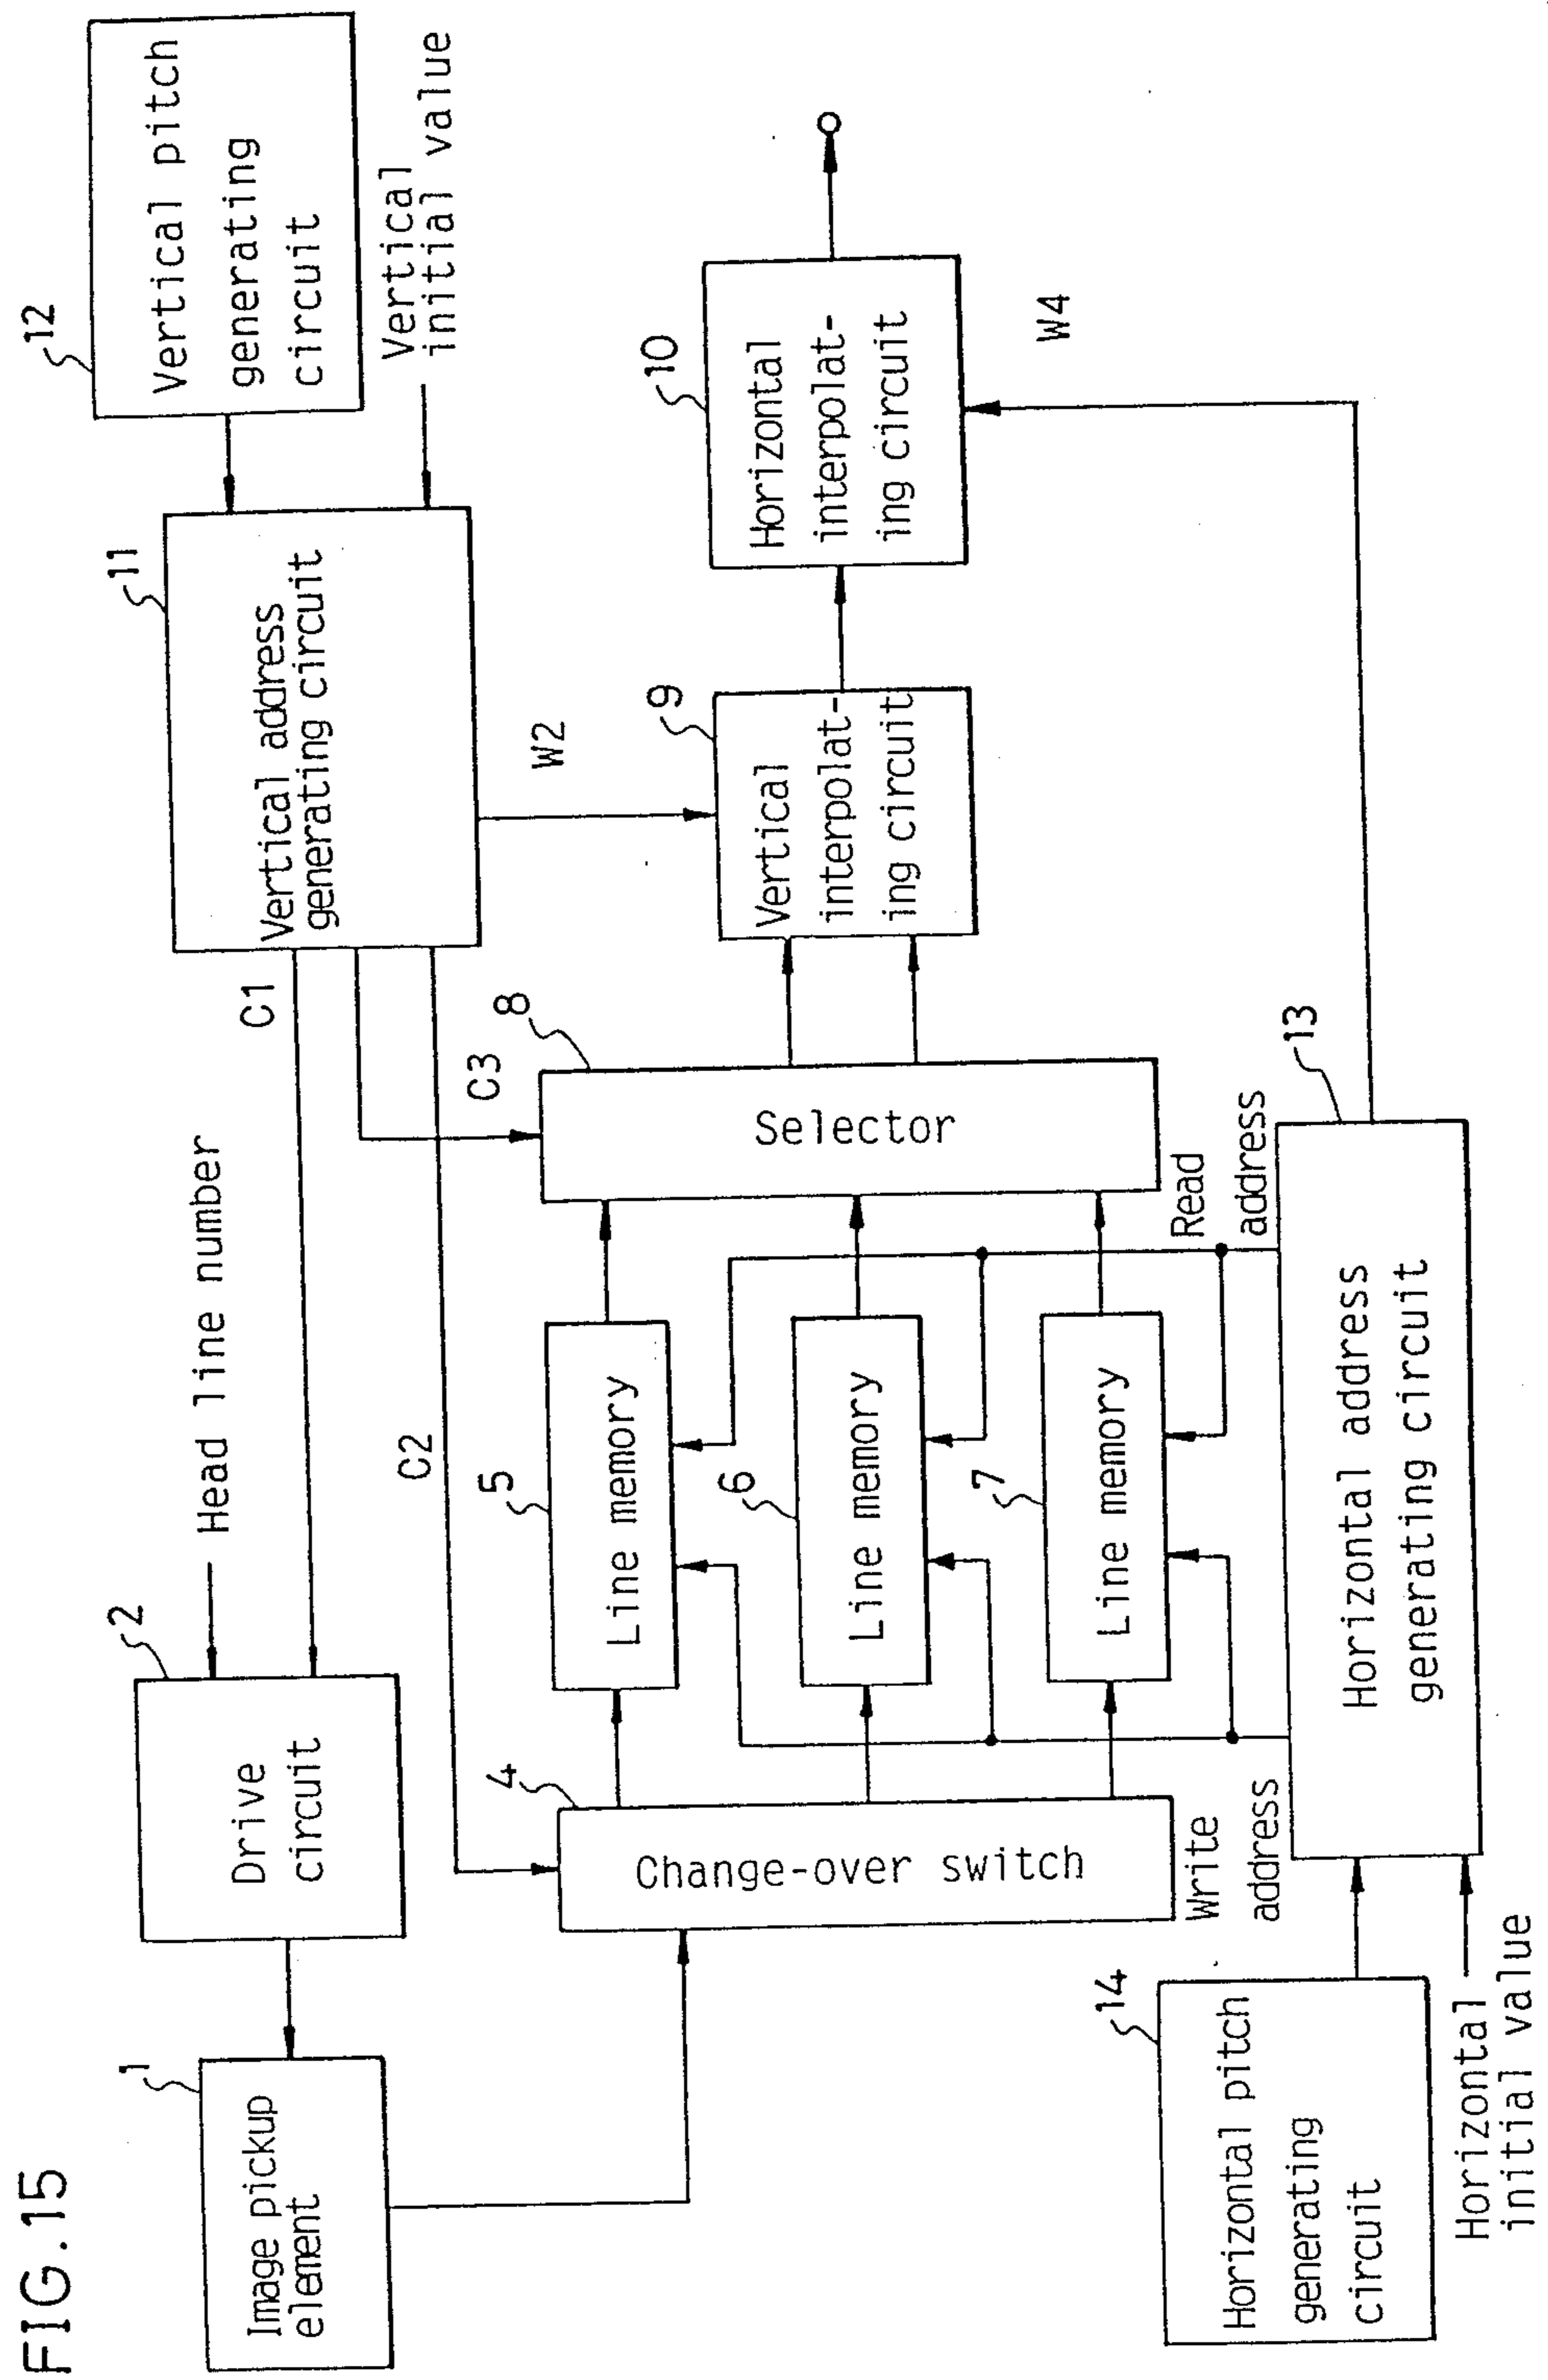 FIG.15
1
Image pickup
element
2
Drive
circuit
Head line number
C1
11
Vertical address
generating circuit
12
Vertical pitch
generating
circuit
Vertical
initial value
C2
C3
W2
4
Change-over switch
5
Line memory
6
Line memory
7
Line memory
8
Selector
9
Vertical
interpolat-
ing circuit
10
Horizontal
interpolat-
ing circuit
W4
Write
address
Read
address
13
Horizontal address
generating circuit
14
Horizontal pitch
generating
circuit
Horizontal
initial value